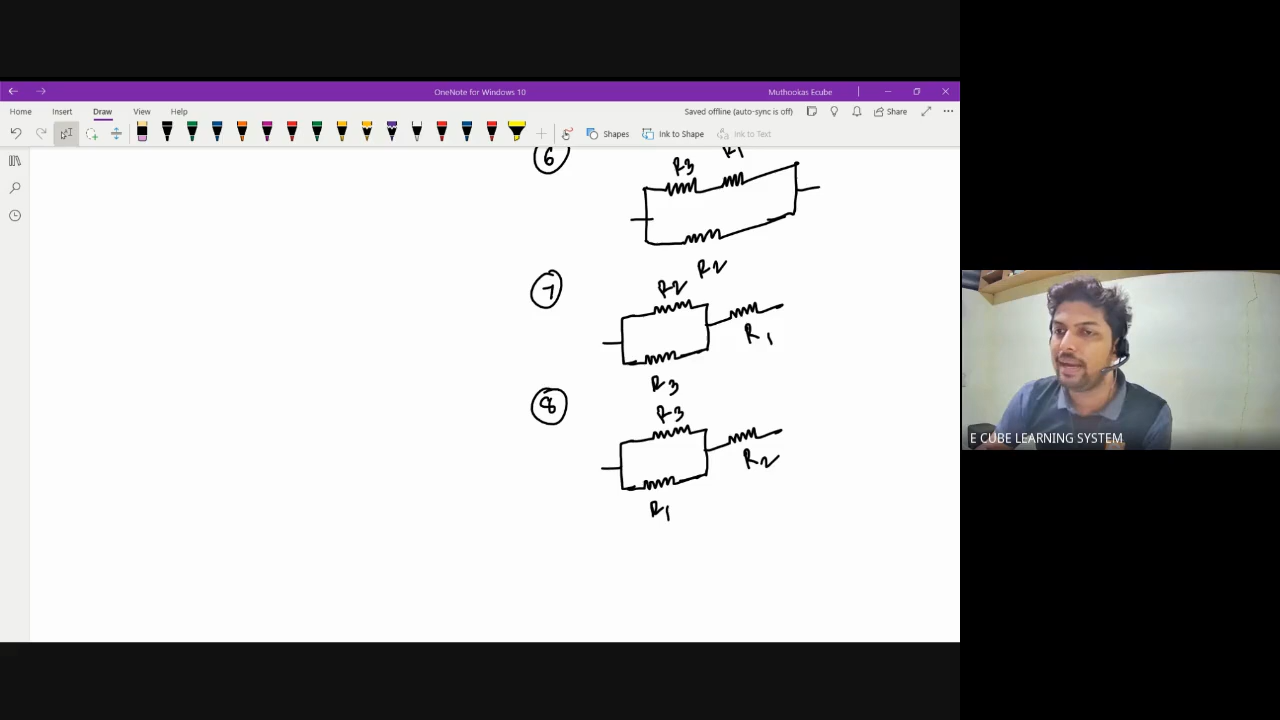 OneNote for Windows 10
Muthookas Ecube
Home Insert Draw View Help
Saved offline (auto-sync is off)
Share
Shapes
Ink to Shape
Ink to Text
6
R3
R1
R2
7
R2
R1
R3
8
R3
R2
R1
E CUBE LEARNING SYSTEM